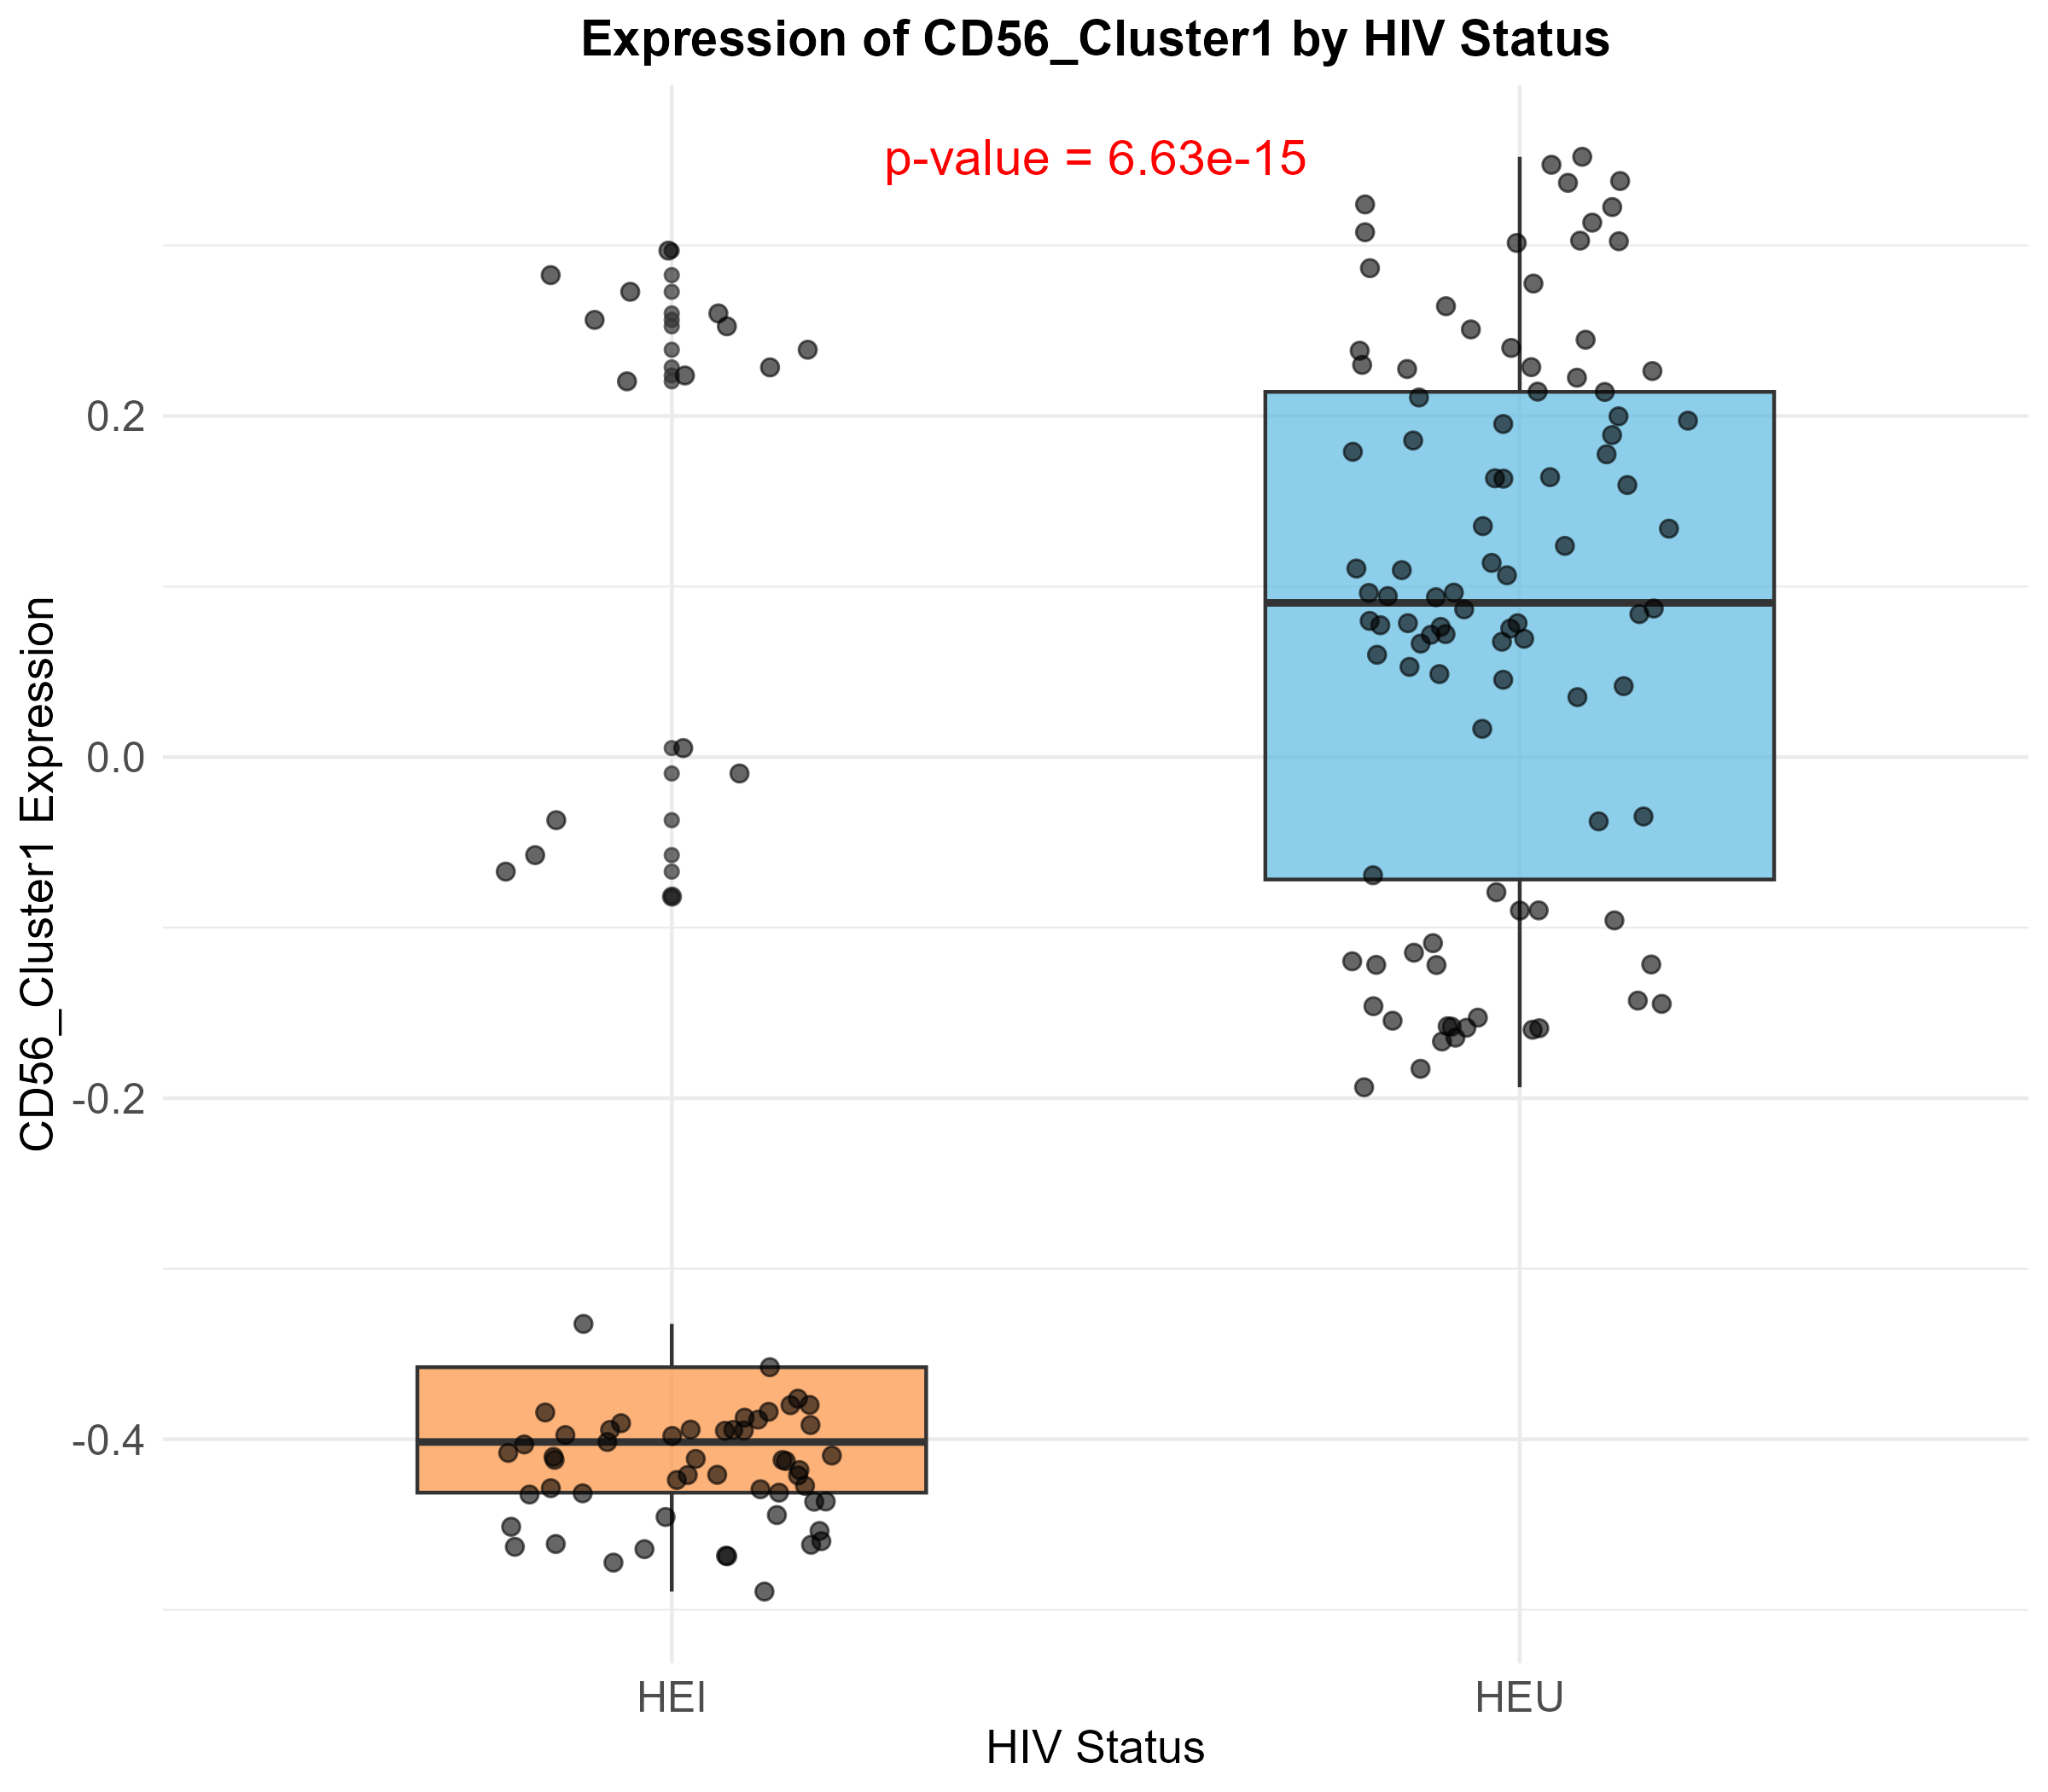 Expression of CD56_Cluster1 by HIV Status
p-value = 6.63e-15
CD56_Cluster1 Expression
0.2
0.0
-0.2
-0.4
HEI
HEU
HIV Status